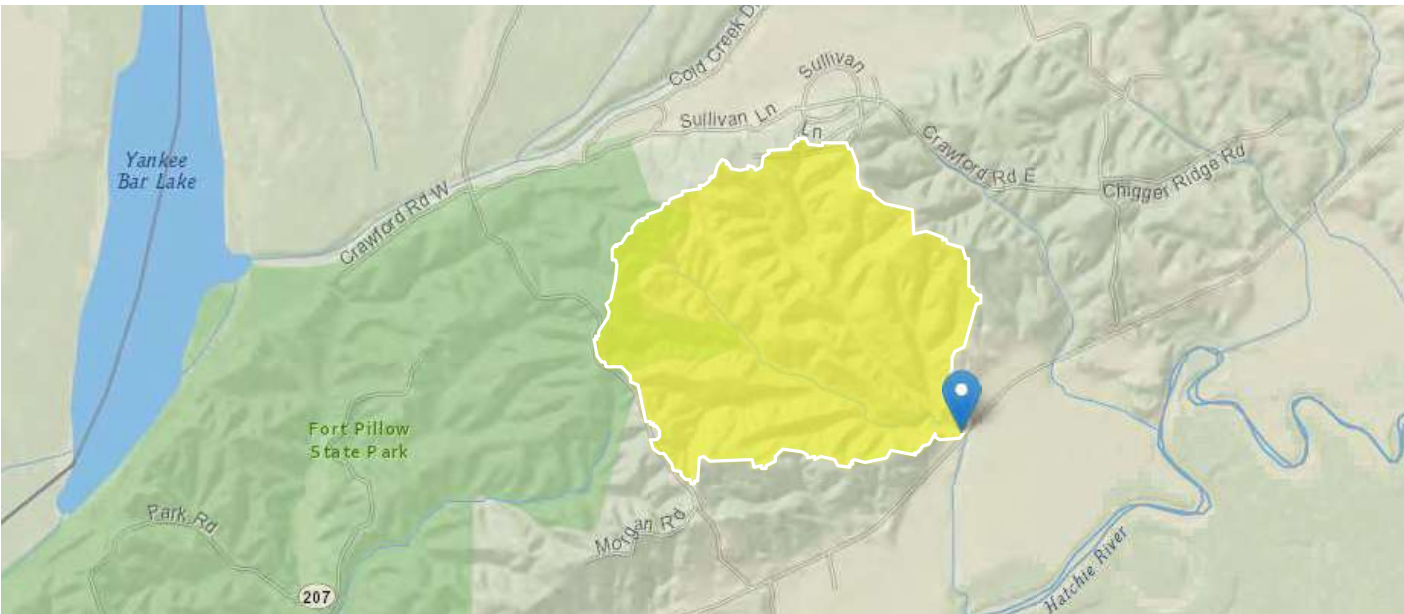 Cold Creek D
Sullivan
Sullivan Ln
Ln
Yankee
Bar Lake
Crawford Rd E
Chigger Ridge Rd
Crawford Rd W
Fort Pillow
State Park
Park Rd
Morgan Rd
207
Hatchie River